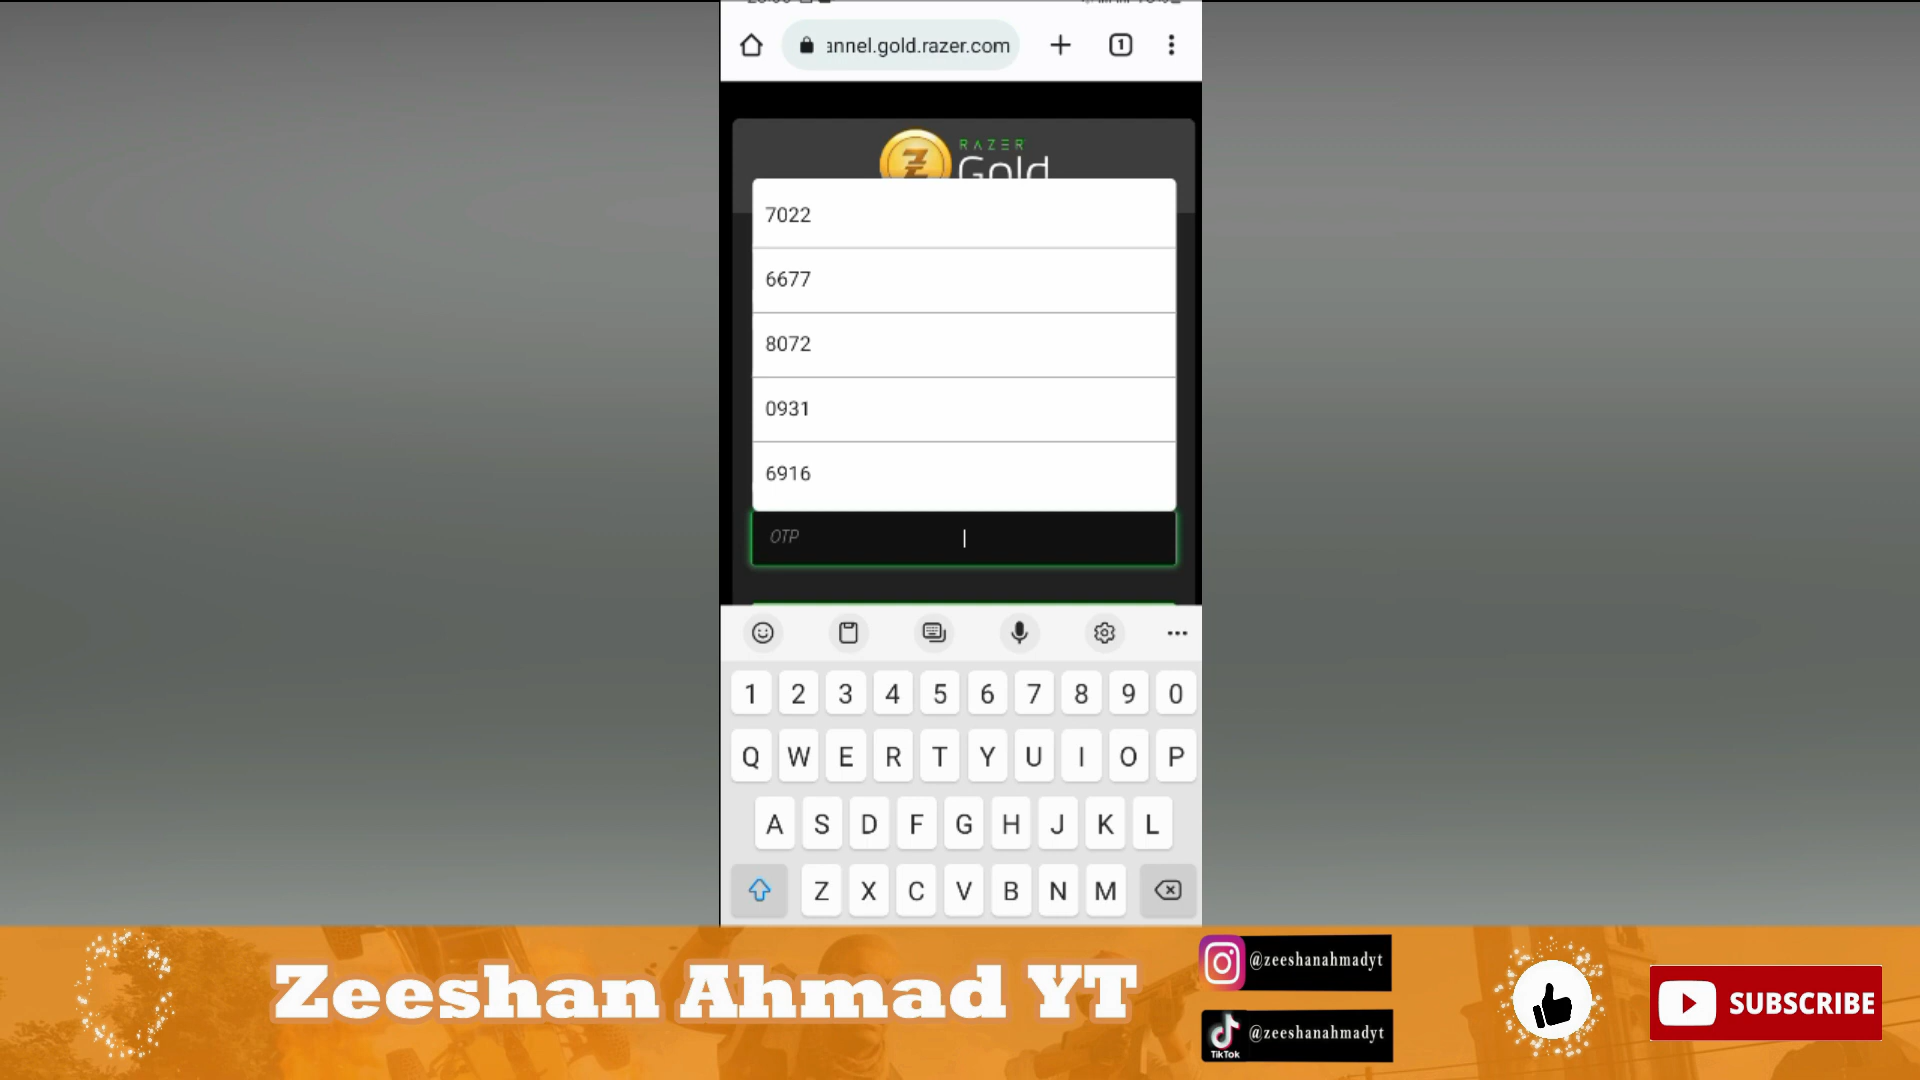 annel.gold.razer.com
1
RAZER
Gold
7022
6677
8072
0931
6916
OTP
1 2 3 4 5 6 7 8 9 0
Q W E R T Y U I O P
A S D F G H J K L
Z X C V B N M
Zeeshan Ahmad YT
@zeeshanahmadyt
TikTok
@zeeshanahmadyt
SUBSCRIBE